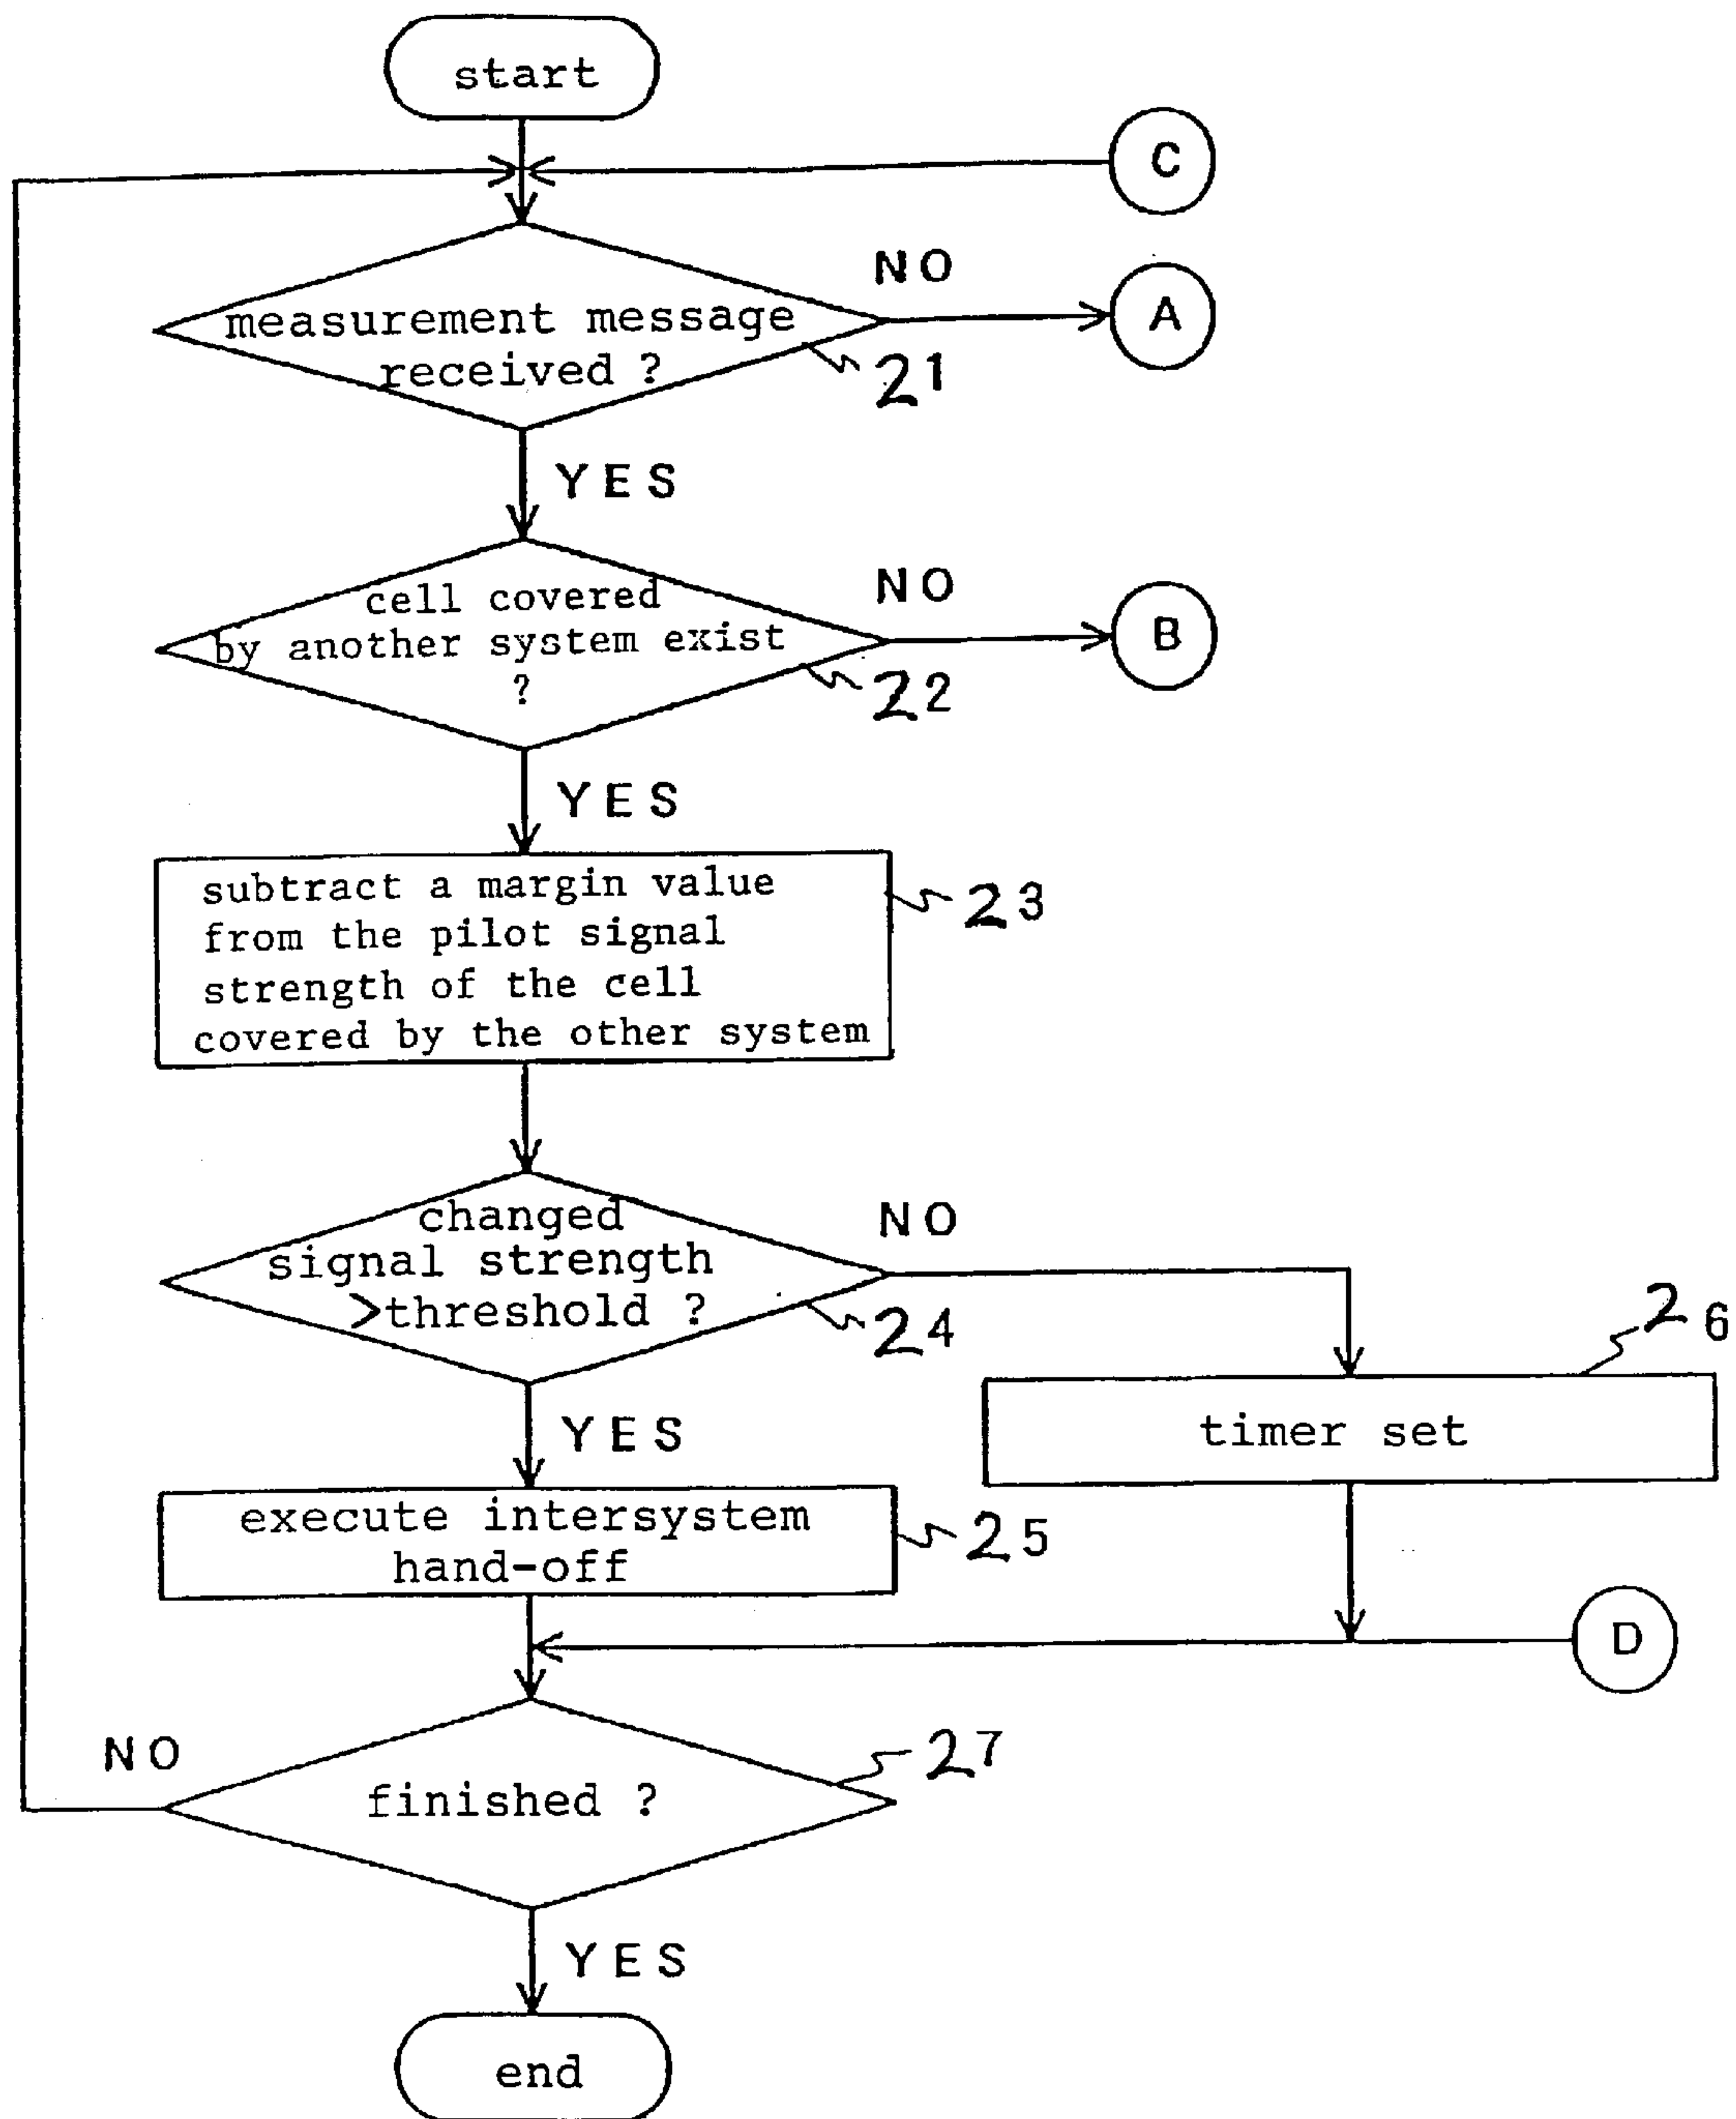 start
C
NO
A
measurement message
received ?
21
YES
cell covered
by another system exist
?
NO
B
22
YES
subtract a margin value
from the pilot signal
strength of the cell
covered by the other system
23
changed
signal strength
>threshold ?
NO
24
26
timer set
YES
execute intersystem
hand-off
25
D
NO
27
finished ?
YES
end